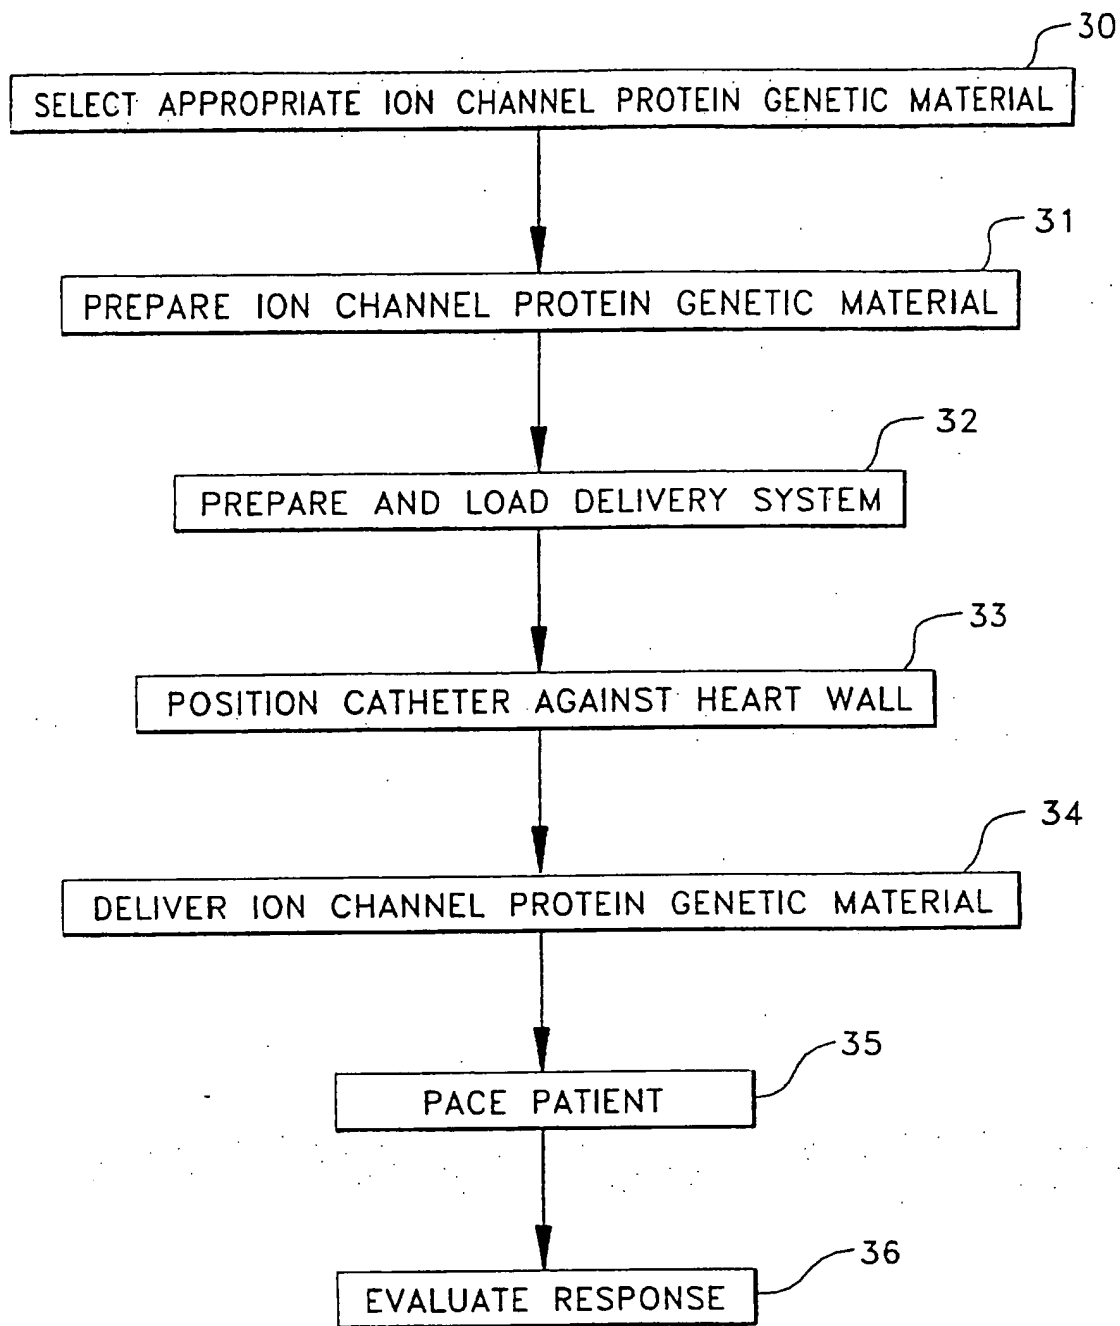 30
SELECT APPROPRIATE ION CHANNEL PROTEIN GENETIC MATERIAL
31
PREPARE ION CHANNEL PROTEIN GENETIC MATERIAL
32
PREPARE AND LOAD DELIVERY SYSTEM
33
POSITION CATHETER AGAINST HEART WALL
34
DELIVER ION CHANNEL PROTEIN GENETIC MATERIAL
35
PACE PATIENT
36
EVALUATE RESPONSE